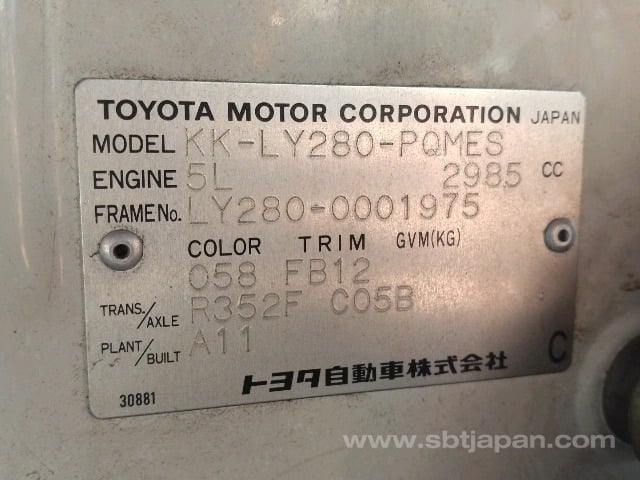 TOYOTA MOTOR CORPORATION JAPAN
MODEL KK-LY280-PQMES
ENGINE 5L 2985 CC
FRAME No. LY280-0001975
COLOR TRIM GVM(KG)
058 FB12
TRANS./AXLE R352F C05B
PLANT/BUILT A11
C
トヨタ自動車株式会社
30881
www.sbtjapan.com